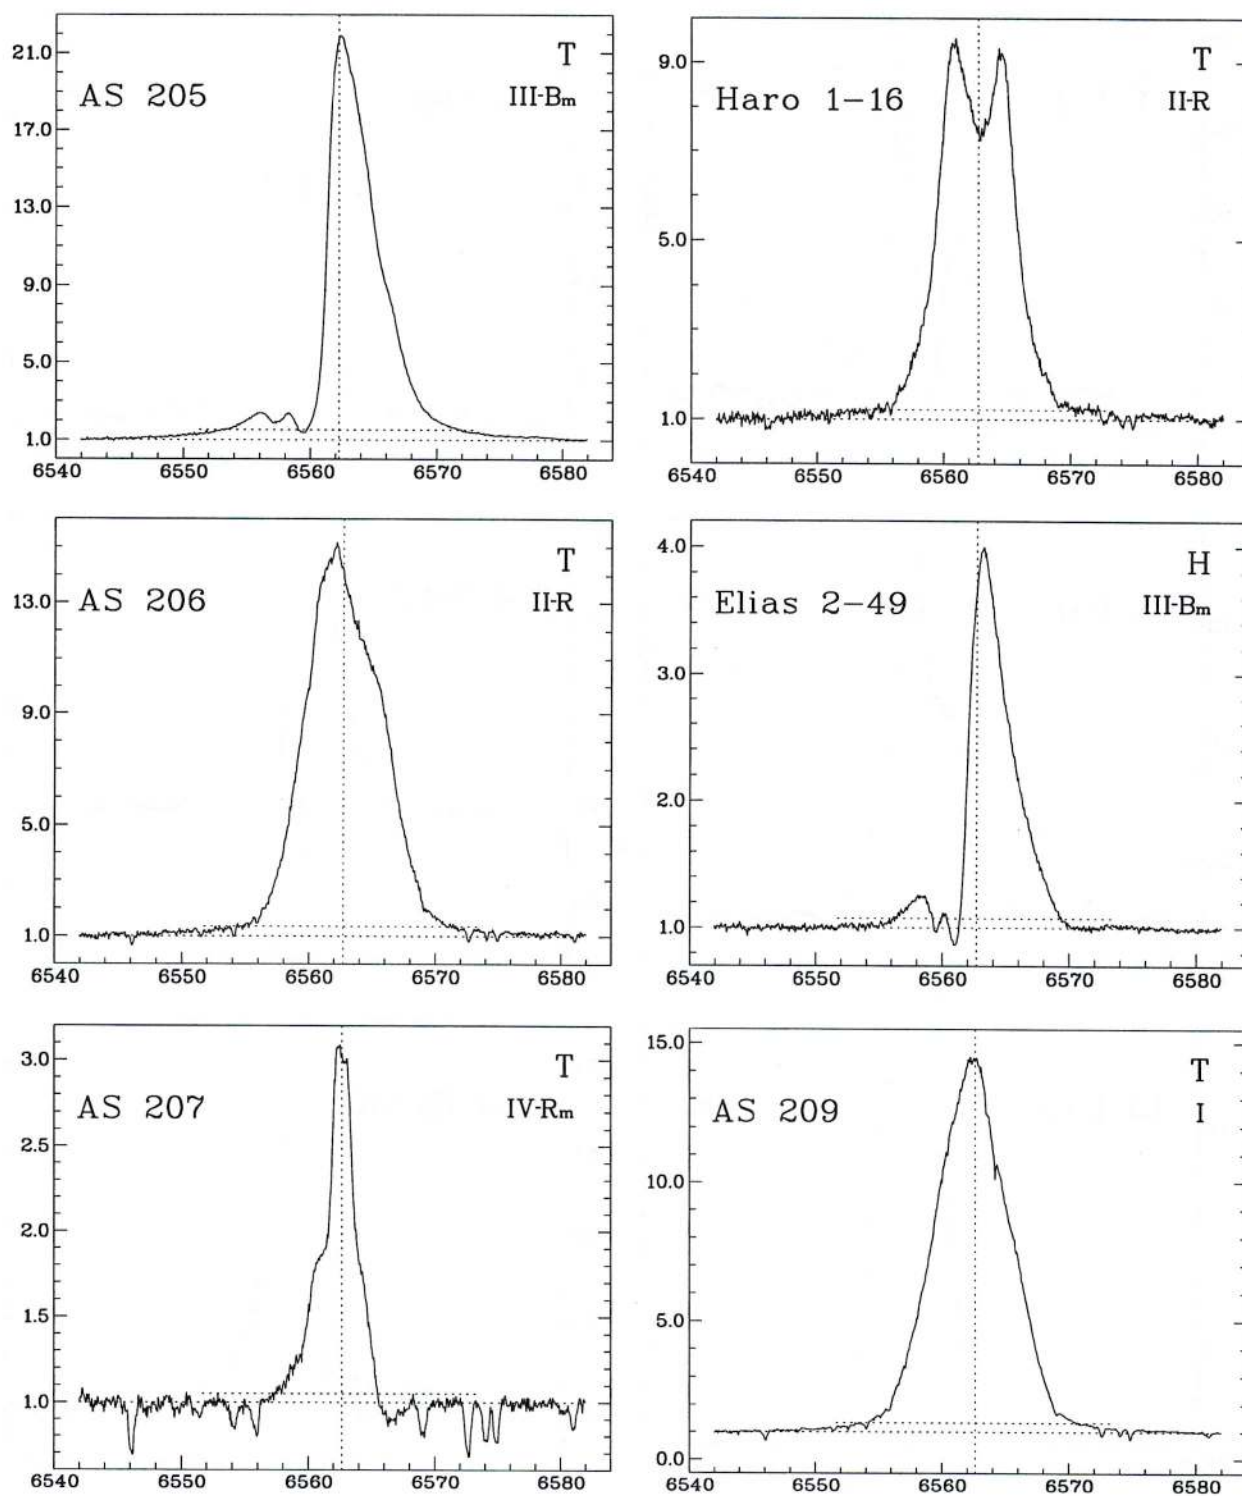 21.0
17.0
13.0
9.0
5.0
1.0
AS 205
T
III-Bm
6540 6550 6560 6570 6580
9.0
5.0
1.0
Haro 1-16
T
II-R
6540 6550 6560 6570 6580
13.0
9.0
5.0
1.0
AS 206
T
II-R
6540 6550 6560 6570 6580
4.0
3.0
2.0
1.0
Elias 2-49
H
III-Bm
6540 6550 6560 6570 6580
3.0
2.5
2.0
1.5
1.0
AS 207
T
IV-Rm
6540 6550 6560 6570 6580
15.0
10.0
5.0
0.0
AS 209
T
I
6540 6550 6560 6570 6580